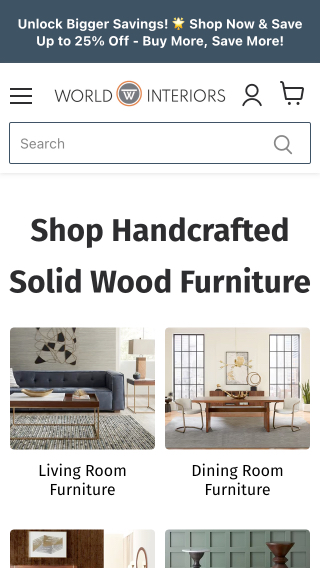 Unlock Bigger Savings! 🌟 Shop Now & Save
Up to 25% Off - Buy More, Save More!
WORLD W INTERIORS
Search
Shop Handcrafted
Solid Wood Furniture
Living Room
Furniture
Dining Room
Furniture